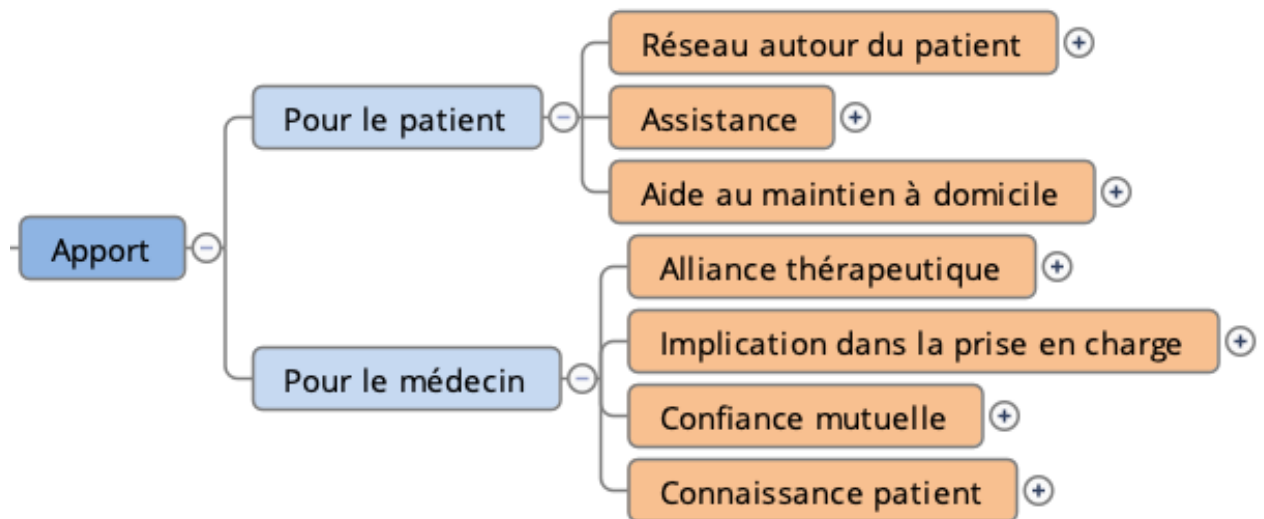 Réseau autour du patient
Pour le patient
Assistance
Aide au maintien à domicile
Apport
Alliance thérapeutique
Implication dans la prise en charge
Pour le médecin
Confiance mutuelle
Connaissance patient